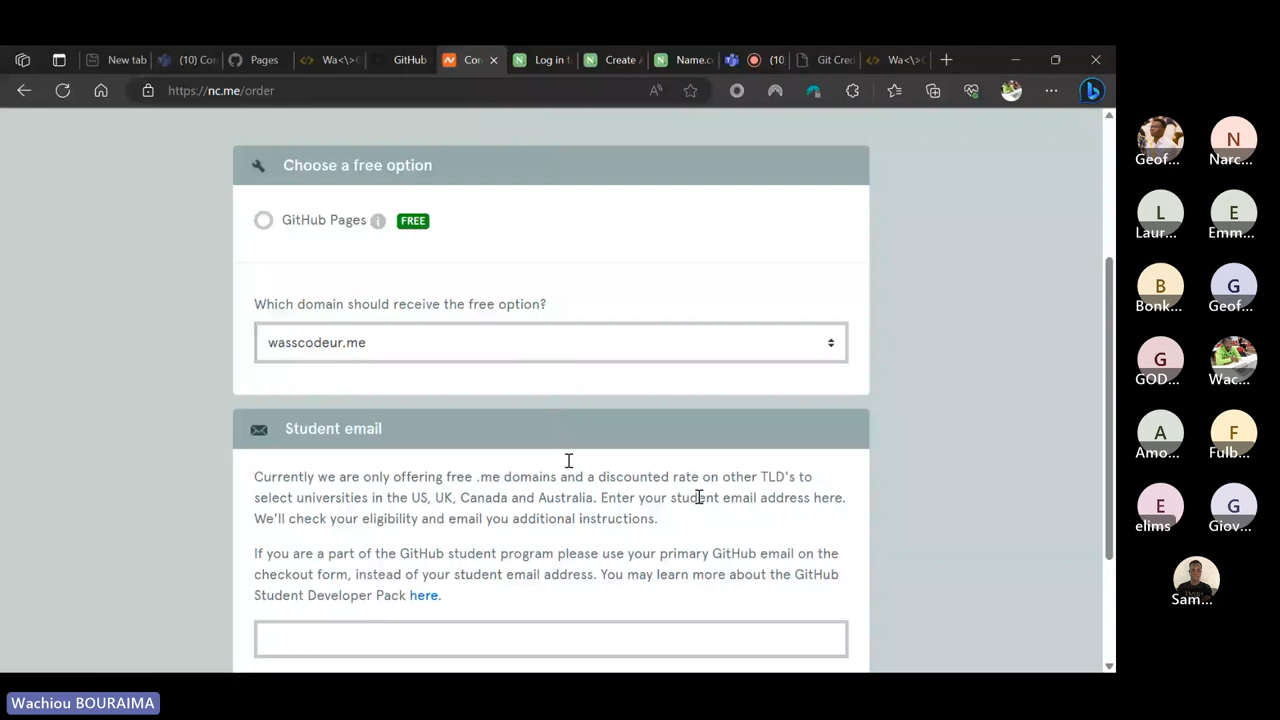 New tab
(10) Co
Pages
Wa<\>
GitHub
Con
Log in t
Create A
Name.c
(10
Git Cred
Wa<\>
https://nc.me/order
Choose a free option
GitHub Pages
FREE
Which domain should receive the free option?
wasscodeur.me
Student email
Currently we are only offering free .me domains and a discounted rate on other TLD's to
select universities in the US, UK, Canada and Australia. Enter your student email address here.
We'll check your eligibility and email you additional instructions.
If you are a part of the GitHub student program please use your primary GitHub email on the
checkout form, instead of your student email address. You may learn more about the GitHub
Student Developer Pack here.
Geof...
N
Narc...
L
Laur...
E
Emm...
B
Bonk...
G
Geof...
G
GOD...
Wac...
A
Amo...
F
Fulb...
E
elims
G
Giov...
Sam...
Wachiou BOURAIMA